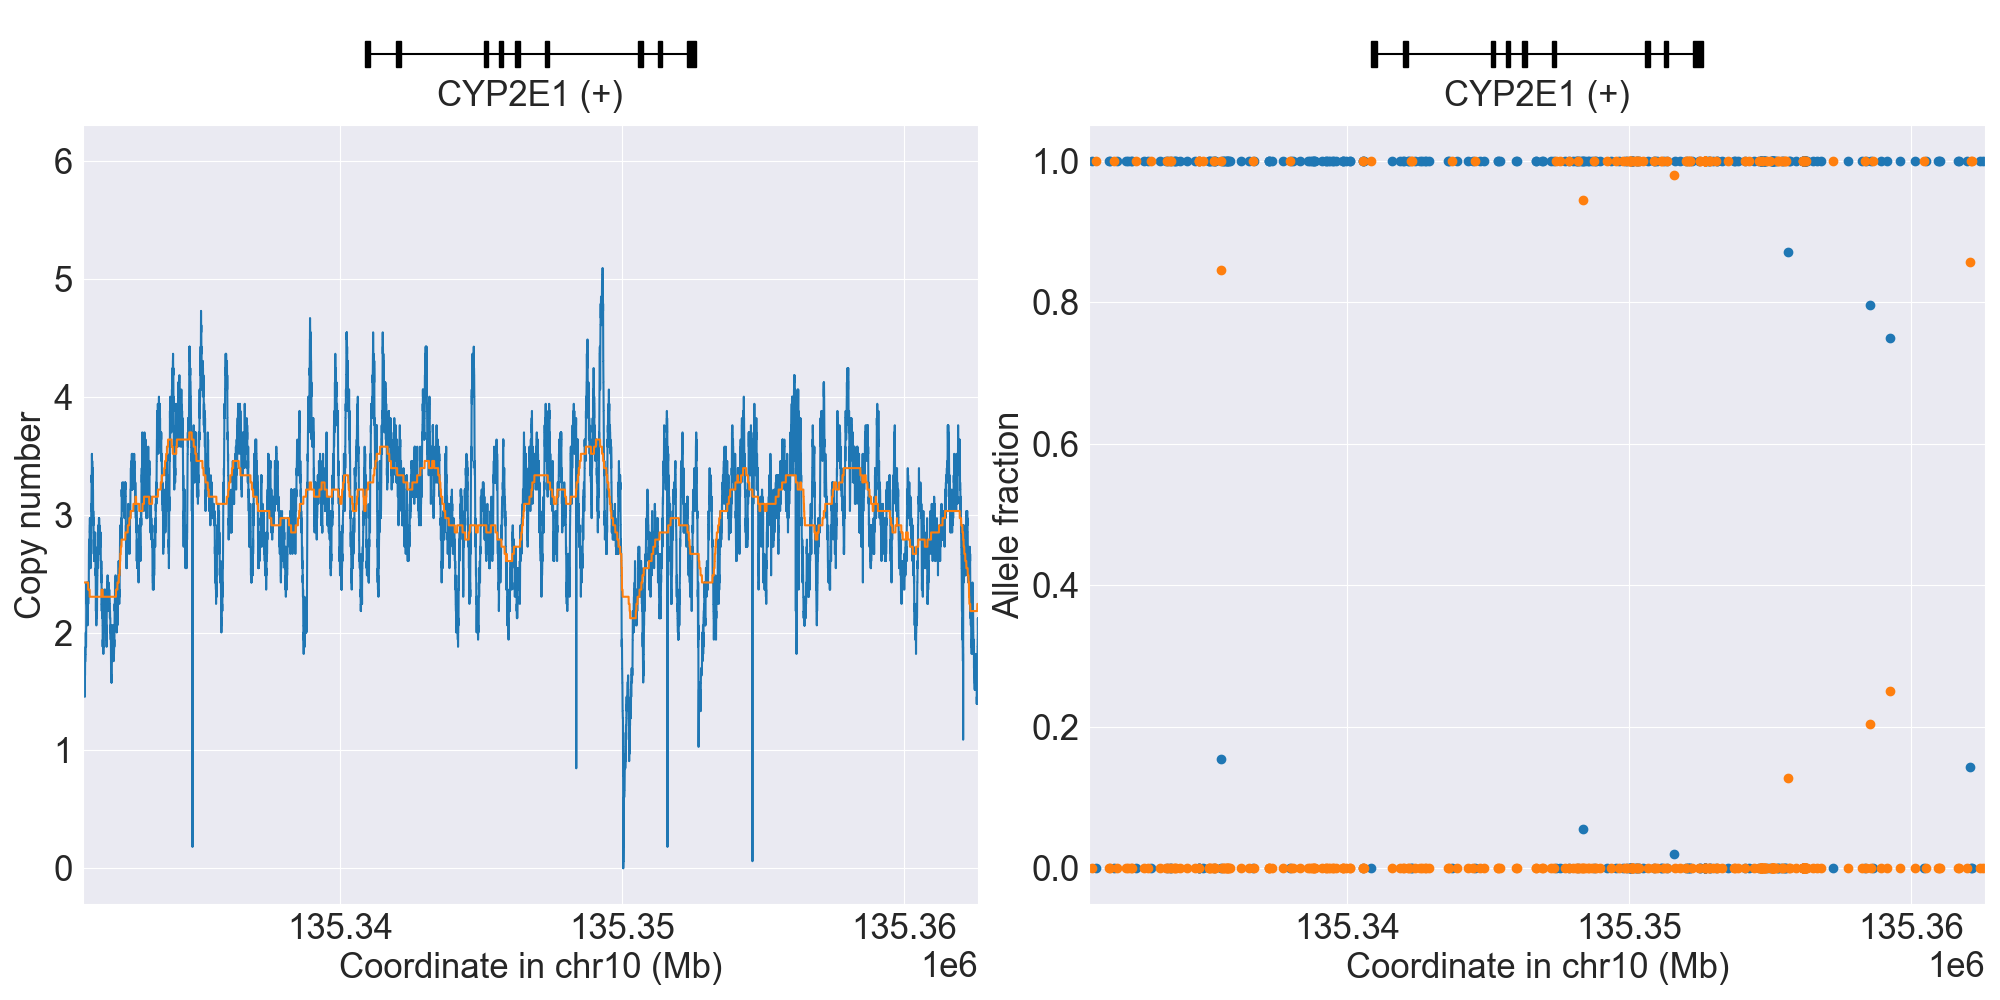 CYP2E1 (+)
6
5
4
3
2
1
0
Copy number
135.34 135.35 135.36
Coordinate in chr10 (Mb)
1e6
CYP2E1 (+)
1.0
0.8
0.6
0.4
0.2
0.0
Allele fraction
135.34 135.35 135.36
Coordinate in chr10 (Mb)
1e6